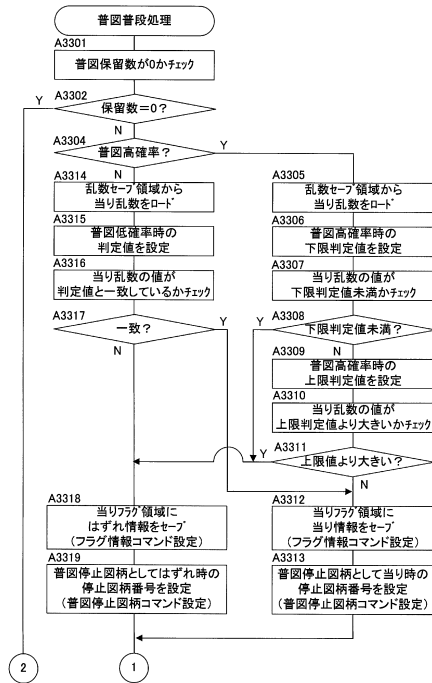 普図普段処理
A3301
普図保留数が0かチェック
A3302
保留数＝0？
Y
N
A3304
普図高確率？
Y
N
A3314
乱数セーブ領域から
当り乱数をロード
A3315
普図低確率時の
判定値を設定
A3316
当り乱数の値が
判定値と一致しているかチェック
A3317
一致？
Y
N
A3305
乱数セーブ領域から
当り乱数をロード
A3306
普図高確率時の
下限判定値を設定
A3307
当り乱数の値が
下限判定値未満かチェック
A3308
下限判定値未満？
Y
N
A3309
普図高確率時の
上限判定値を設定
A3310
当り乱数の値が
上限判定値より大きいかチェック
A3311
上限値より大きい？
Y
N
A3318
当りフラグ領域に
はずれ情報をセーブ
(フラグ情報コマンド設定)
A3319
普図停止図柄としてはずれ時の
停止図柄番号を設定
(普図停止図柄コマンド設定)
A3312
当りフラグ領域に
当り情報をセーブ
(フラグ情報コマンド設定)
A3313
普図停止図柄として当り時の
停止図柄番号を設定
(普図停止図柄コマンド設定)
2
1